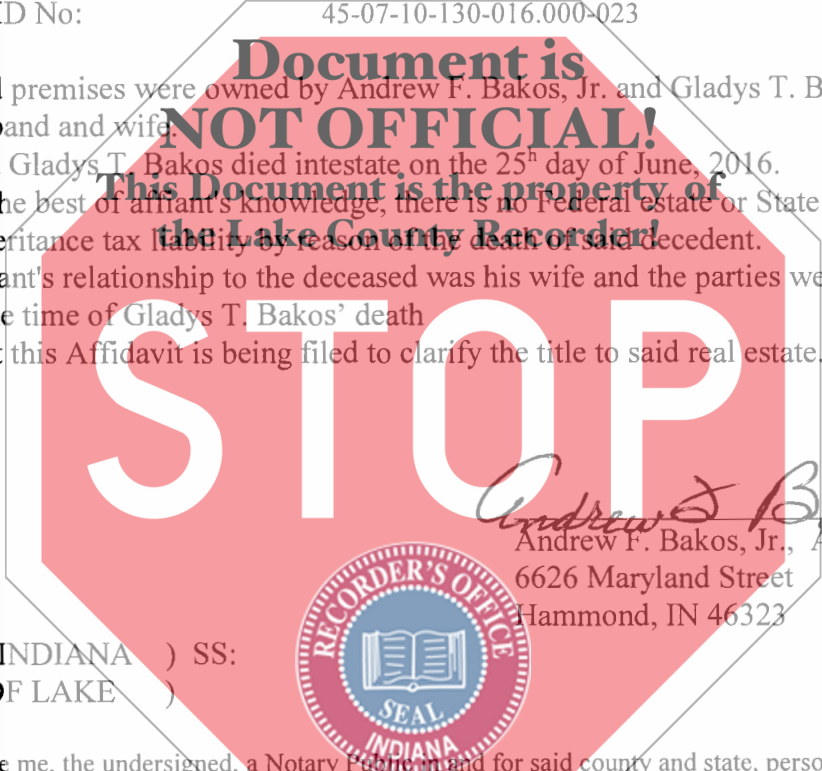 D No: 45-07-10-130-016.000-023
Document is
premises were owned by Andrew F. Bakos, Jr. and Gladys T. B
and and wife.
NOT OFFICIAL!
Gladys T. Bakos died intestate on the 25h day of June, 2016.
This Document is the property of
he best of affiant's knowledge, there is no Federal estate or State
the Lake County Recorder!
eritance tax liability by reason of the death of said decedent.
ant's relationship to the deceased was his wife and the parties we
e time of Gladys T. Bakos’ death
t this Affidavit is being filed to clarify the title to said real estate.
STOP
Andrew F B
Andrew F. Bakos, Jr., A
6626 Maryland Street
Hammond, IN 46323
RECORDER'S OFFICE
INDIANA ) SS:
OF LAKE )
SEAL
INDIANA
e me, the undersigned, a Notary Public in and for said county and state, perso